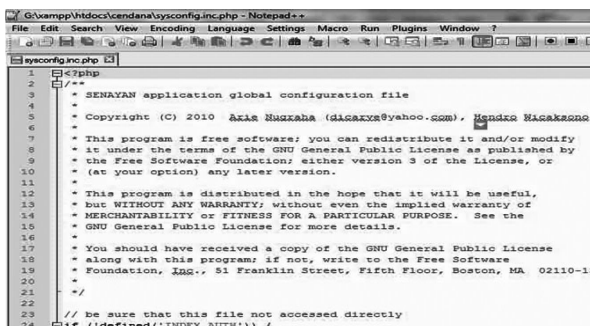 G:\xampp\htdocs\cendana\sysconfig.inc.php - Notepad++
File Edit Search View Encoding Language Settings Macro Run Plugins Window ?
sysconfig.inc.php
1 <?php
2 /**
3 * SENAYAN application global configuration file
4 *
5 * Copyright (C) 2010 Arie Nugraha (dicarve@yahoo.com), Hendro Wicaksono
6 *
7 * This program is free software; you can redistribute it and/or modify
8 * it under the terms of the GNU General Public License as published by
9 * the Free Software Foundation; either version 3 of the License, or
10 * (at your option) any later version.
11 *
12 * This program is distributed in the hope that it will be useful,
13 * but WITHOUT ANY WARRANTY; without even the implied warranty of
14 * MERCHANTABILITY or FITNESS FOR A PARTICULAR PURPOSE. See the
15 * GNU General Public License for more details.
16 *
17 * You should have received a copy of the GNU General Public License
18 * along with this program; if not, write to the Free Software
19 * Foundation, Inc., 51 Franklin Street, Fifth Floor, Boston, MA 02110-1
20 *
21 */
22
23 // be sure that this file not accessed directly
24 if (!defined('INDEX_AUTH')) {